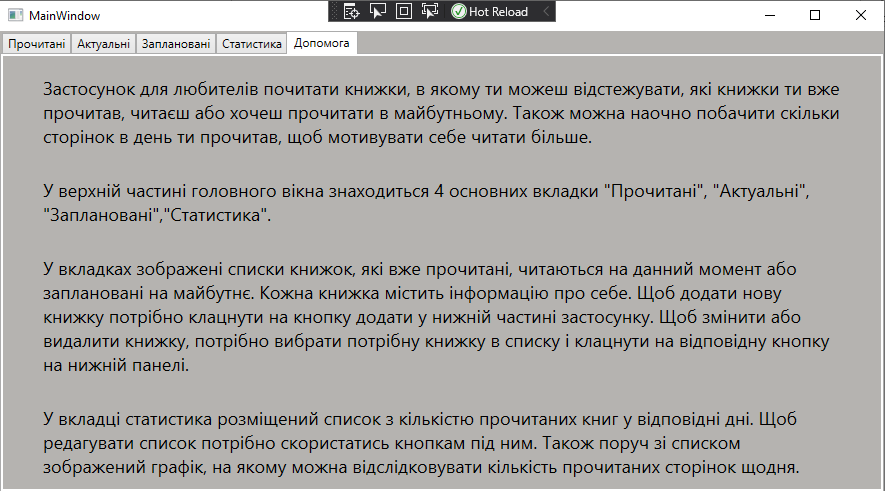 MainWindow
Hot Reload
Прочитані Актуальні Заплановані Статистика Допомога
Застосунок для любителів почитати книжки, в якому ти можеш відстежувати, які книжки ти вже
прочитав, читаєш або хочеш прочитати в майбутньому. Також можна наочно побачити скільки
сторінок в день ти прочитав, щоб мотивувати себе читати більше.
У верхній частині головного вікна знаходиться 4 основних вкладки "Прочитані", "Актуальні",
"Заплановані","Статистика".
У вкладках зображені списки книжок, які вже прочитані, читаються на данний момент або
заплановані на майбутнє. Кожна книжка містить інформацію про себе. Щоб додати нову
книжку потрібно клацнути на кнопку додати у нижній частині застосунку. Щоб змінити або
видалити книжку, потрібно вибрати потрібну книжку в списку і клацнути на відповідну кнопку
на нижній панелі.
У вкладці статистика розміщений список з кількістю прочитаних книг у відповідні дні. Щоб
редагувати список потрібно скористатись кнопкам під ним. Також поруч зі списком
зображений графік, на якому можна відслідковувати кількість прочитаних сторінок щодня.